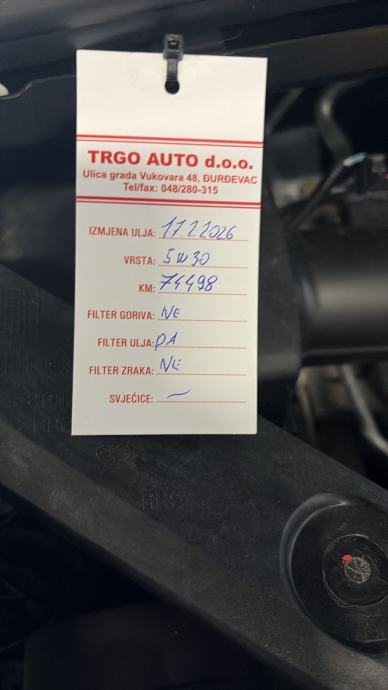 TRGO AUTO d.o.o.
Ulica grada Vukovara 48, ĐURĐEVAC
Tel/fax: 048/280-315
IZMJENA ULJA: 17.2.2026
VRSTA: 5W30
KM: 74498
FILTER GORIVA: NE
FILTER ULJA: DA
FILTER ZRAKA: NE
SVJEĆICE: ~